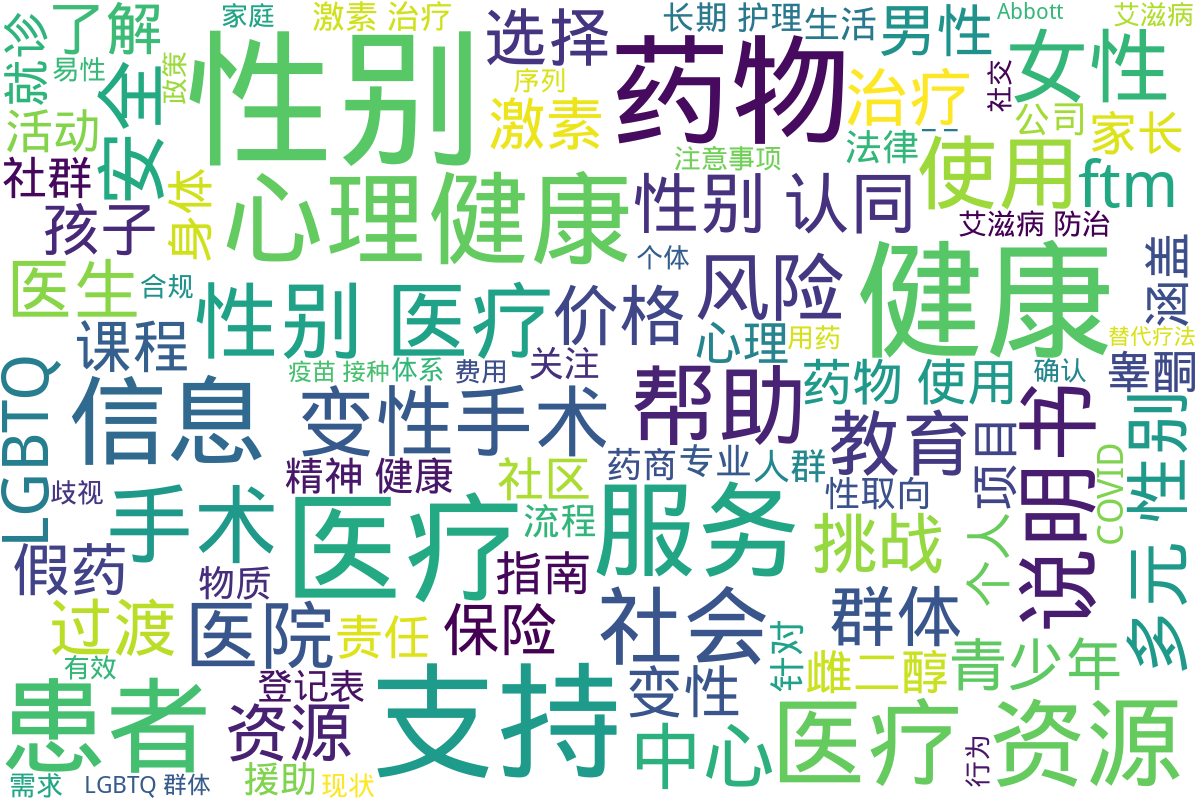 家庭
激素 治疗
长期 护理
生活
Abbott
艾滋病
就诊
了解
易性
政策
安全
性别
选择
序列
激素
药物
男性
治疗
社交
女性
公司
家长
活动
社群
孩子
身体
心理健康
注意事项
性别 认同
法律
使用
ftm
艾滋病 防治
医生
合规
个体
风险
健康
涵盖
课程
性别 医疗
价格
心理
用药
替代疗法
疫苗 接种
体系
费用
关注
药物 使用
确认
睾酮
LGBTQ
信息
变性手术
帮助
教育
项目
说明书
多元 性别
COVID
歧视
精神 健康
社区
药商
专业
人群
性取向
手术
医疗
流程
服务
挑战
个人
假药
物质
指南
过渡
医院
责任
保险
社会
群体
针对
雌二醇
青少年
有效
登记表
变性
患者
资源
支持
中心
医疗 资源
行为
需求
LGBTQ 群体
援助
现状